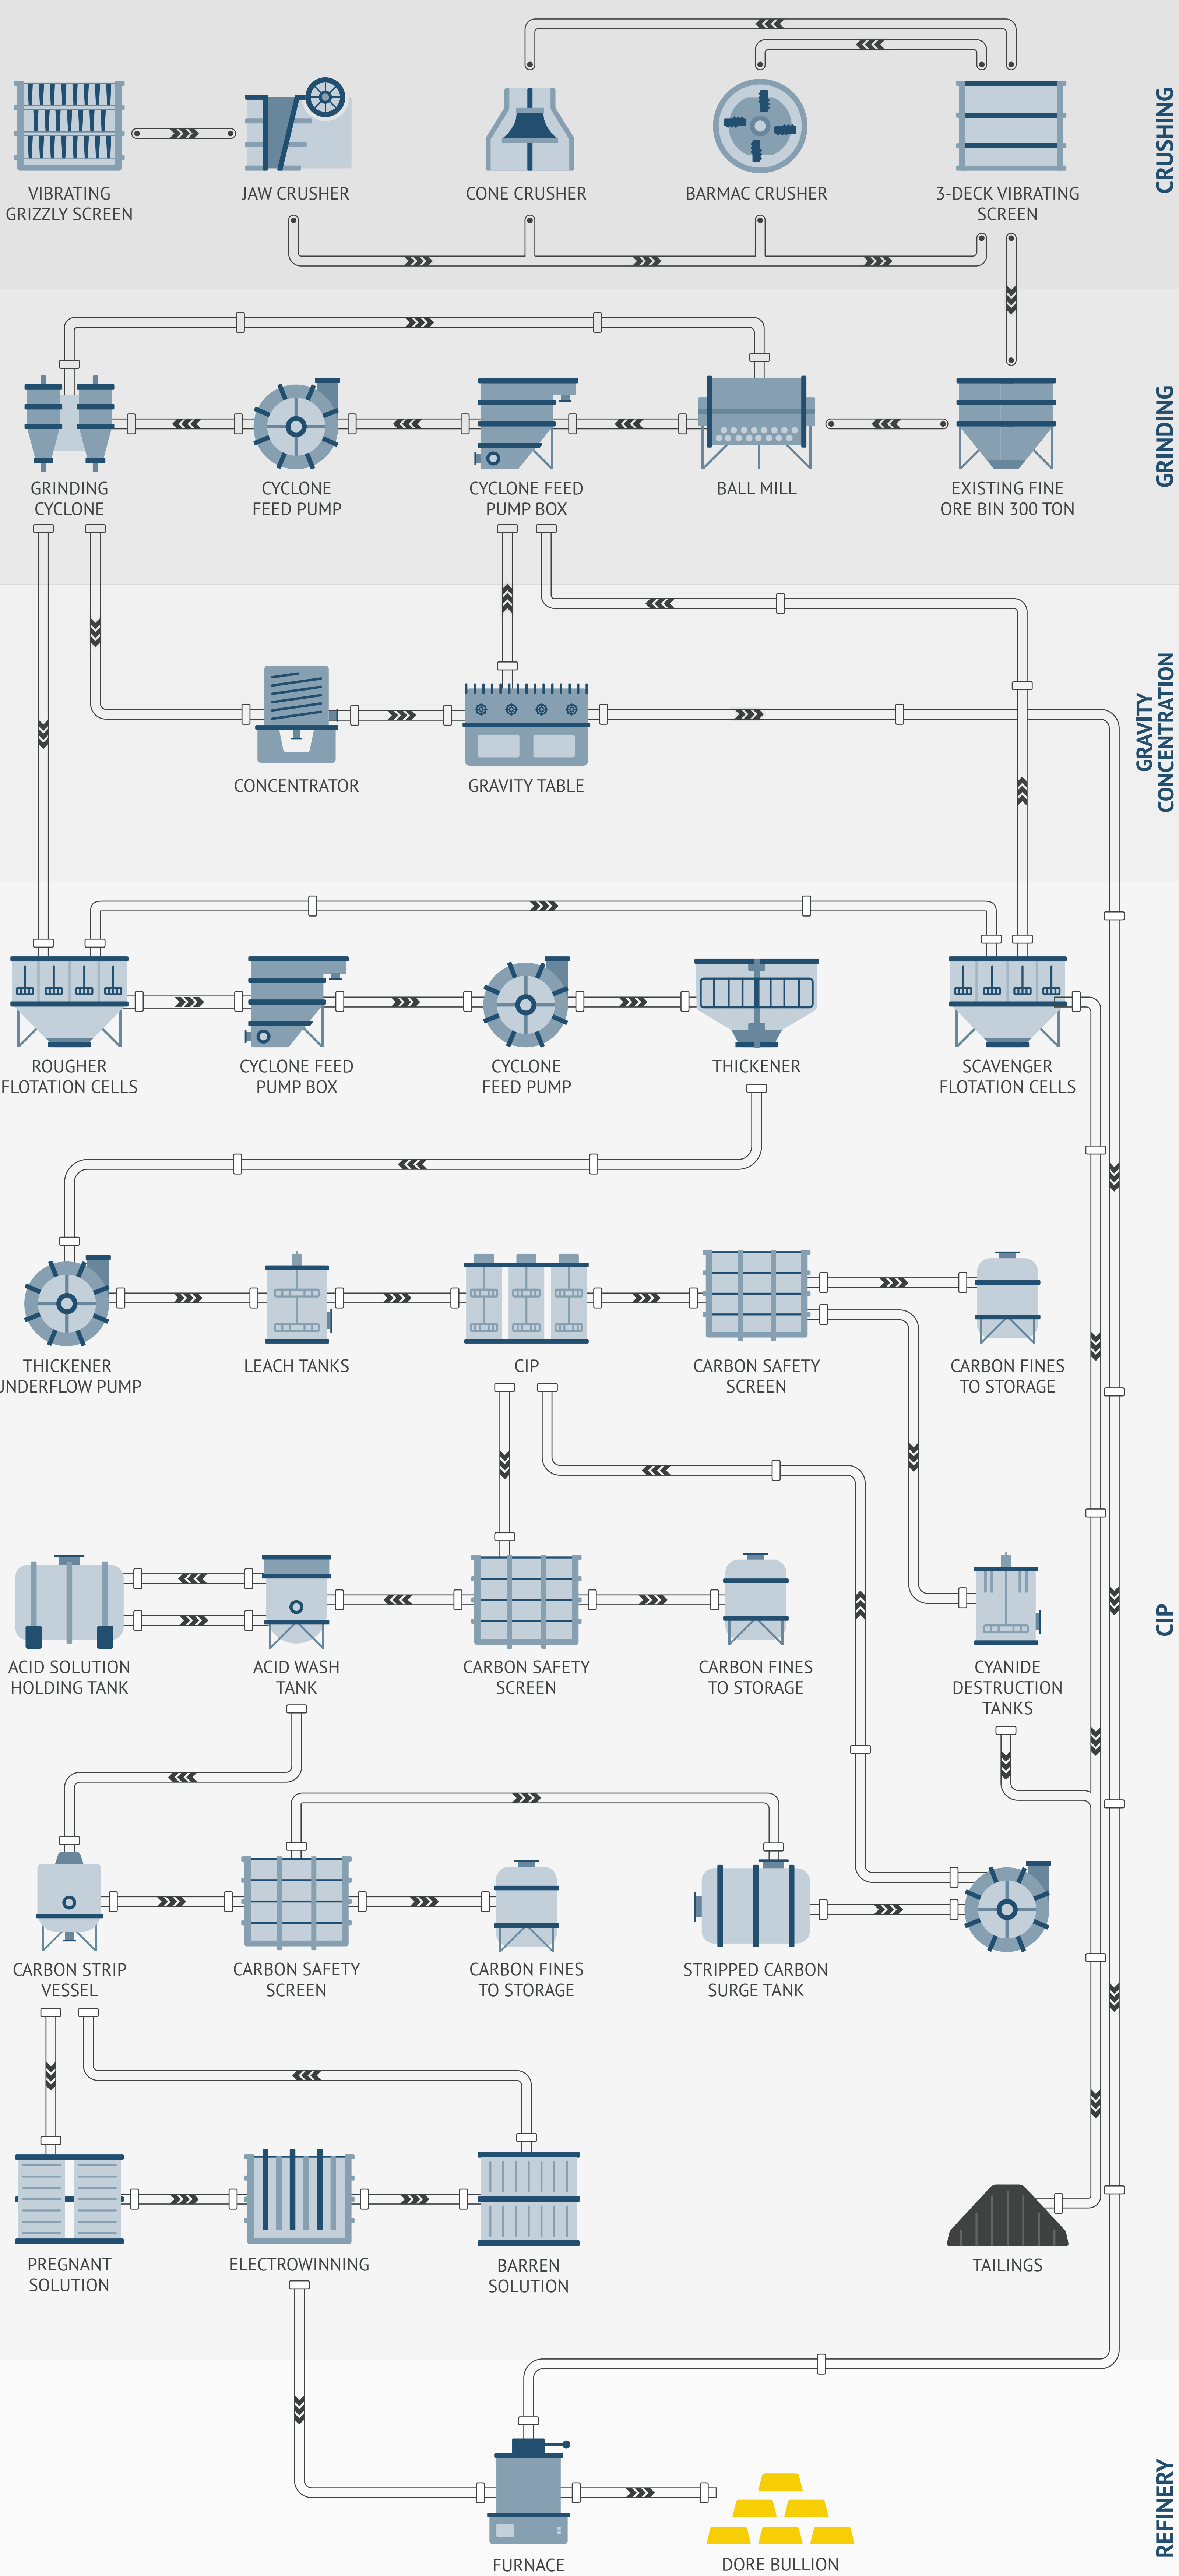 CRUSHING
VIBRATING
GRIZZLY SCREEN
JAW CRUSHER
CONE CRUSHER
BARMAC CRUSHER
3-DECK VIBRATING
SCREEN
GRINDING
GRINDING
CYCLONE
CYCLONE
FEED PUMP
CYCLONE FEED
PUMP BOX
BALL MILL
EXISTING FINE
ORE BIN 300 TON
GRAVITY
CONCENTRATION
CONCENTRATOR
GRAVITY TABLE
ROUGHER
FLOTATION CELLS
CYCLONE FEED
PUMP BOX
CYCLONE
FEED PUMP
THICKENER
SCAVENGER
FLOTATION CELLS
THICKENER
UNDERFLOW PUMP
LEACH TANKS
CIP
CARBON SAFETY
SCREEN
CARBON FINES
TO STORAGE
CIP
ACID SOLUTION
HOLDING TANK
ACID WASH
TANK
CARBON SAFETY
SCREEN
CARBON FINES
TO STORAGE
CYANIDE
DESTRUCTION
TANKS
CARBON STRIP
VESSEL
CARBON SAFETY
SCREEN
CARBON FINES
TO STORAGE
STRIPPED CARBON
SURGE TANK
PREGNANT
SOLUTION
ELECTROWINNING
BARREN
SOLUTION
TAILINGS
REFINERY
FURNACE
DORE BULLION